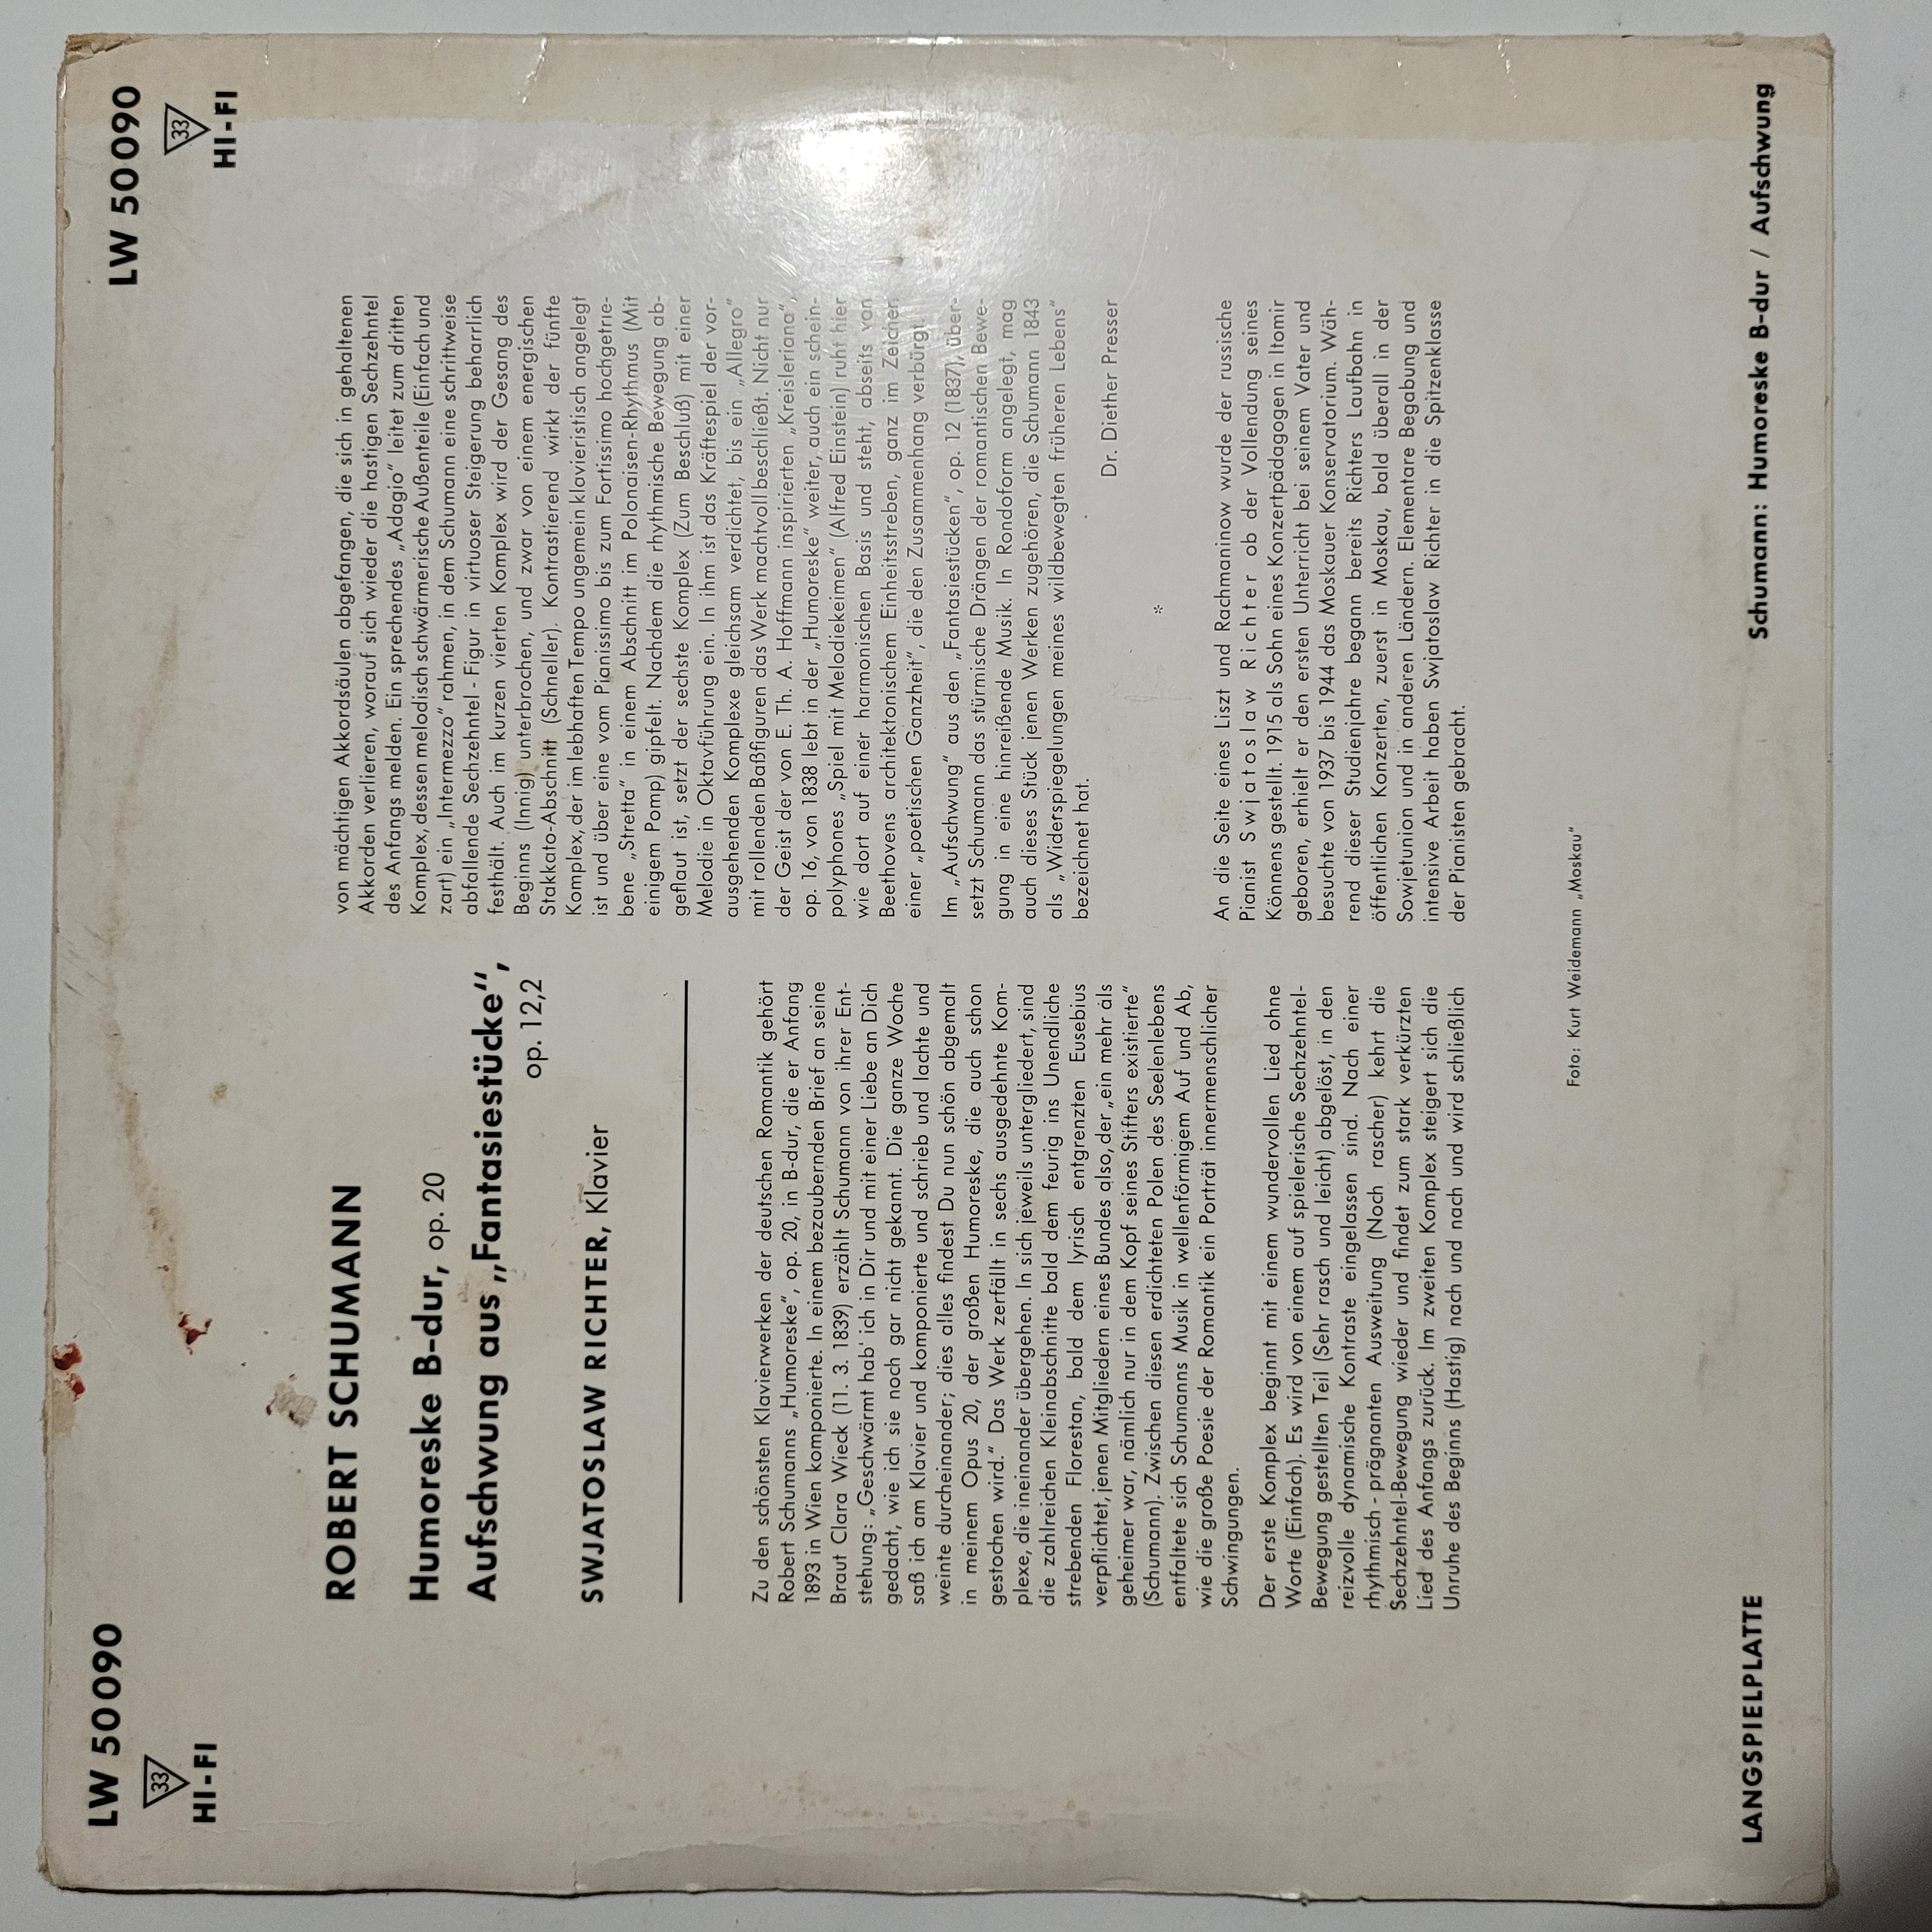 LW 50090
33
HI-FI
LW 50090
33
HI-FI
ROBERT SCHUMANN
Humoreske B-dur, op. 20
Aufschwung aus „Fantasiestücke“,
op. 12,2
SWJATOSLAW RICHTER, Klavier
Zu den schönsten Klavierwerken der deutschen Romantik gehört
Robert Schumanns „Humoreske“, op. 20, in B-dur, die er Anfang
1893 in Wien komponierte. In einem bezaubernden Brief an seine
Braut Clara Wieck (11. 3. 1839) erzählt Schumann von ihrer Ent-
stehung: „Geschwärmt hab' ich in Dir und mit einer Liebe an Dich
gedacht, wie ich sie noch gar nicht gekannt. Die ganze Woche
saß ich am Klavier und komponierte und schrieb und lachte und
weinte durcheinander; dies alles findest Du nun schön abgemalt
in meinem Opus 20, der großen Humoreske, die auch schon
gestochen wird.“ Das Werk zerfällt in sechs ausgedehnte Kom-
plexe, die ineinander übergehen. In sich jeweils untergliedert, sind
die zahlreichen Kleinabschnitte bald dem feurig ins Unendliche
strebenden Florestan, bald dem lyrisch entgrenzten Eusebius
verpflichtet, jenen Mitgliedern eines Bundes also, der „ein mehr als
geheimer war, nämlich nur in dem Kopf seines Stifters existierte“
(Schumann). Zwischen diesen erdichteten Polen des Seelenlebens
entfaltete sich Schumanns Musik in wellenförmigem Auf und Ab,
wie die große Poesie der Romantik ein Porträt innermenschlicher
Schwingungen.
Der erste Komplex beginnt mit einem wundervollen Lied ohne
Worte (Einfach). Es wird von einem auf spielerische Sechzehntel-
Bewegung gestellten Teil (Sehr rasch und leicht) abgelöst, in den
reizvolle dynamische Kontraste eingelassen sind. Nach einer
rhythmisch - prägnanten Ausweitung (Noch rascher) kehrt die
Sechzehntel-Bewegung wieder und findet zum stark verkürzten
Lied des Anfangs zurück. Im zweiten Komplex steigert sich die
Unruhe des Beginns (Hastig) nach und nach und wird schließlich
von mächtigen Akkordsäulen abgefangen, die sich in gehaltenen
Akkorden verlieren, worauf sich wieder die hastigen Sechzehntel
des Anfangs melden. Ein sprechendes „Adagio“ leitet zum dritten
Komplex, dessen melodisch schwärmerische Außenteile (Einfach und
zart) ein „Intermezzo“ rahmen, in dem Schumann eine schrittweise
abfallende Sechzehntel - Figur in virtuoser Steigerung beharrlich
festhält. Auch im kurzen vierten Komplex wird der Gesang des
Beginns (Innig) unterbrochen, und zwar von einem energischen
Stakkato-Abschnitt (Schneller). Kontrastierend wirkt der fünfte
Komplex, der im lebhaften Tempo ungemein klavieristisch angelegt
ist und über eine vom Pianissimo bis zum Fortissimo hochgetrie-
bene „Stretta“ in einem Abschnitt im Polonaisen-Rhythmus (Mit
einigem Pomp) gipfelt. Nachdem die rhythmische Bewegung ab-
geflaut ist, setzt der sechste Komplex (Zum Beschluß) mit einer
Melodie in Oktavführung ein. In ihm ist das Kräftespiel der vor-
ausgehenden Komplexe gleichsam verdichtet, bis ein „Allegro“
mit rollenden Baßfiguren das Werk machtvoll beschließt. Nicht nur
der Geist der von E. Th. A. Hoffmann inspirierten „Kreisleriana“,
op. 16, von 1838 lebt in der „Humoreske“ weiter, auch ein schein-
polyphones „Spiel mit Melodiekeimen“ (Alfred Einstein) ruht hier
wie dort auf einer harmonischen Basis und steht, abseits von
Beethovens architektonischem Einheitsstreben, ganz im Zeichen
einer „poetischen Ganzheit“, die den Zusammenhang verbürgt.
Im „Aufschwung“ aus den „Fantasiestücken“, op. 12 (1837), über-
setzt Schumann das stürmische Drängen der romantischen Bewe-
gung in eine hinreißende Musik. In Rondoform angelegt, mag
auch dieses Stück jenen Werken zugehören, die Schumann 1843
als „Widerspiegelungen meines wildbewegten früheren Lebens“
bezeichnet hat.
Dr. Diether Presser
*
An die Seite eines Liszt und Rachmaninow wurde der russische
Pianist Swjatoslaw Richter ob der Vollendung seines
Könnens gestellt. 1915 als Sohn eines Konzertpädagogen in Itomir
geboren, erhielt er den ersten Unterricht bei seinem Vater und
besuchte von 1937 bis 1944 das Moskauer Konservatorium. Wäh-
rend dieser Studienjahre begann bereits Richters Laufbahn in
öffentlichen Konzerten, zuerst in Moskau, bald überall in der
Sowjetunion und in anderen Ländern. Elementare Begabung und
intensive Arbeit haben Swjatoslaw Richter in die Spitzenklasse
der Pianisten gebracht.
Foto: Kurt Weidemann „Moskau“
LANGSPIELPLATTE
Schumann: Humoreske B-dur / Aufschwung